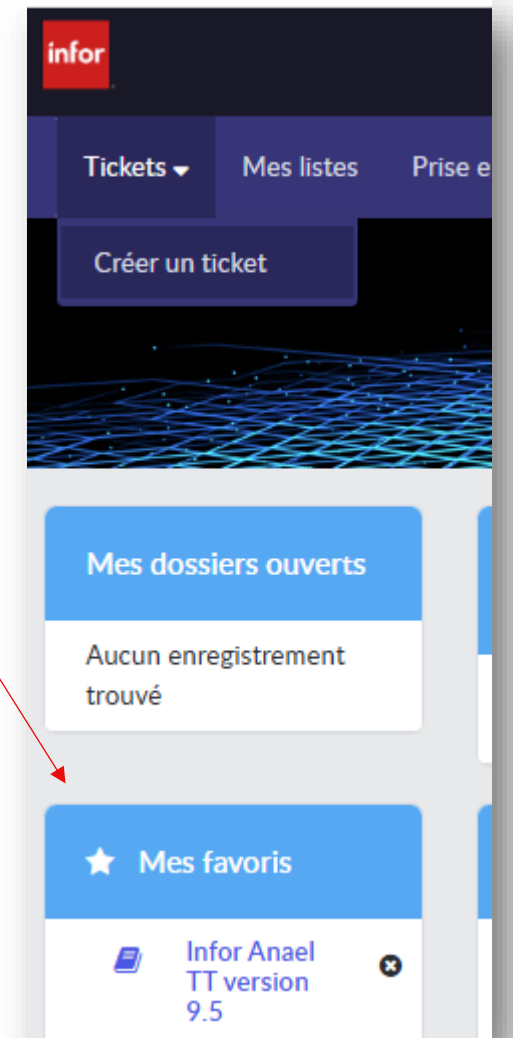 infor
Tickets Mes listes Prise e
Créer un ticket
Mes dossiers ouverts
Aucun enregistrement
trouvé
Mes favoris
Infor Anael
TT version
9.5